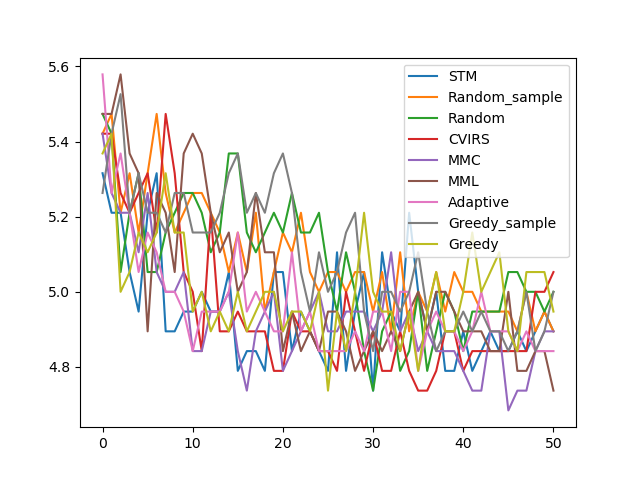 5.6
5.4
5.2
5.0
4.8
0
10
20
30
40
50
STM
Random_sample
Random
CVIRS
MMC
MML
Adaptive
Greedy_sample
Greedy